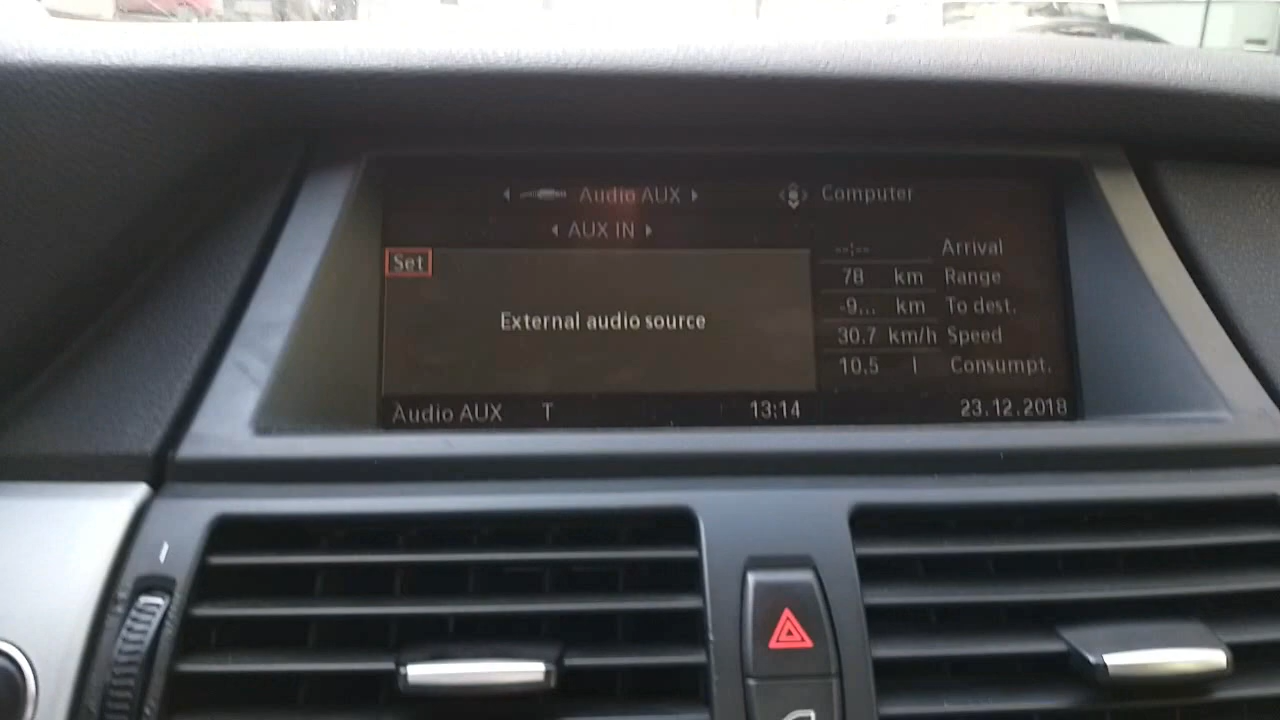 Audio AUX
Computer
AUX IN
Set
External audio source
--:-- Arrival
78 km Range
-9... km To dest.
30.7 km/h Speed
10.5 l Consumpt.
Audio AUX T 13:14 23.12.2018